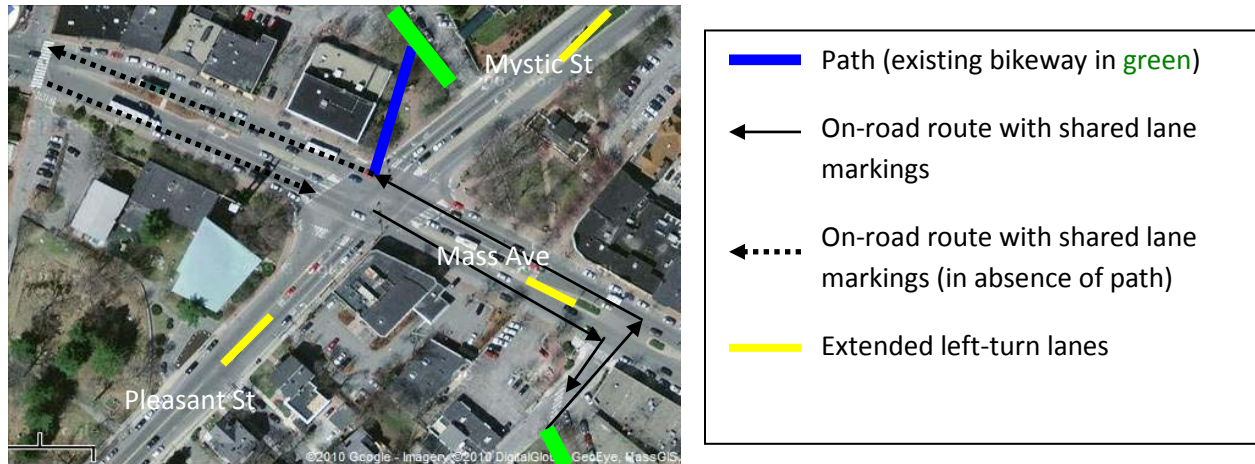 Mystic St
Mass Ave
Pleasant St
©2010 Google - Imagery ©2010 DigitalGlobe, GeoEye, MassGIS,
Path (existing bikeway in green)
On-road route with shared lane
markings
On-road route with shared lane
markings (in absence of path)
Extended left-turn lanes